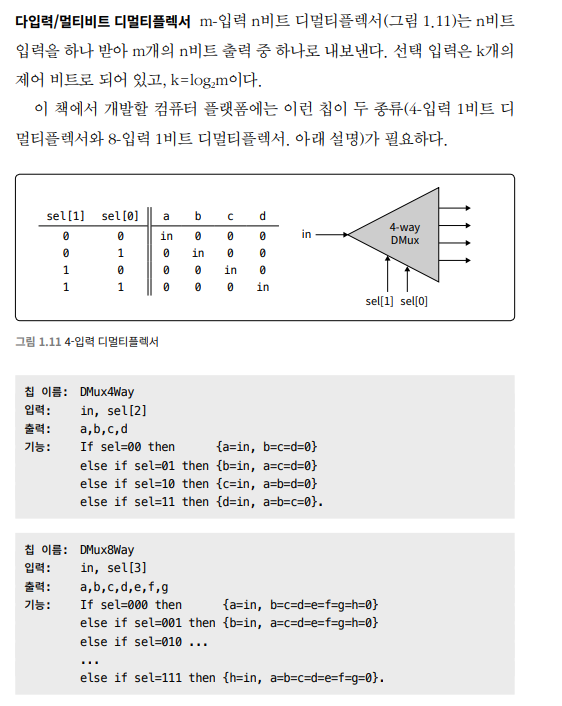 다입력/멀티비트 디멀티플렉서 m-입력 n비트 디멀티플렉서(그림 1.11)는 n비트
입력을 하나 받아 m개의 n비트 출력 중 하나로 내보낸다. 선택 입력은 k개의
제어 비트로 되어 있고, k=log₂m이다.
이 책에서 개발할 컴퓨터 플랫폼에는 이런 칩이 두 종류(4-입력 1비트 디
멀티플렉서와 8-입력 1비트 디멀티플렉서. 아래 설명)가 필요하다.
sel[1] sel[0] a b c d
0 0 in 0 0 0
0 1 0 in 0 0
1 0 0 0 in 0
1 1 0 0 0 in
in
4-way
DMux
sel[1] sel[0]
그림 1.11 4-입력 디멀티플렉서
칩 이름: DMux4Way
입력: in, sel[2]
출력: a,b,c,d
기능: If sel=00 then {a=in, b=c=d=0}
else if sel=01 then {b=in, a=c=d=0}
else if sel=10 then {c=in, a=b=d=0}
else if sel=11 then {d=in, a=b=c=0}.
칩 이름: DMux8Way
입력: in, sel[3]
출력: a,b,c,d,e,f,g
기능: If sel=000 then {a=in, b=c=d=e=f=g=h=0}
else if sel=001 then {b=in, a=c=d=e=f=g=h=0}
else if sel=010 ...
...
else if sel=111 then {h=in, a=b=c=d=e=f=g=0}.